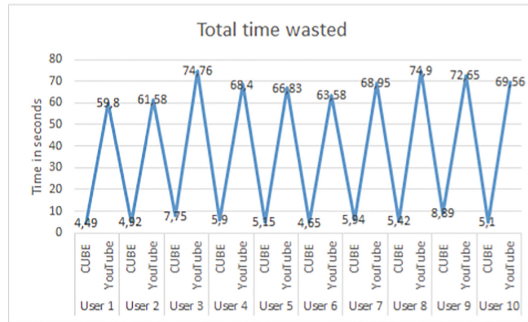 Total time wasted
Time in seconds
80
70
60
50
40
30
20
10
0
4,49
59,8
4,92
61,58
7,75
74,76
5,9
68,4
5,15
66,83
4,65
63,58
5,94
68,95
5,42
74,9
8,89
72,65
5,1
69,56
CUBE
YouTube
CUBE
YouTube
CUBE
YouTube
CUBE
YouTube
CUBE
YouTube
CUBE
YouTube
CUBE
YouTube
CUBE
YouTube
CUBE
YouTube
CUBE
YouTube
User 1 User 2 User 3 User 4 User 5 User 6 User 7 User 8 User 9 User 10